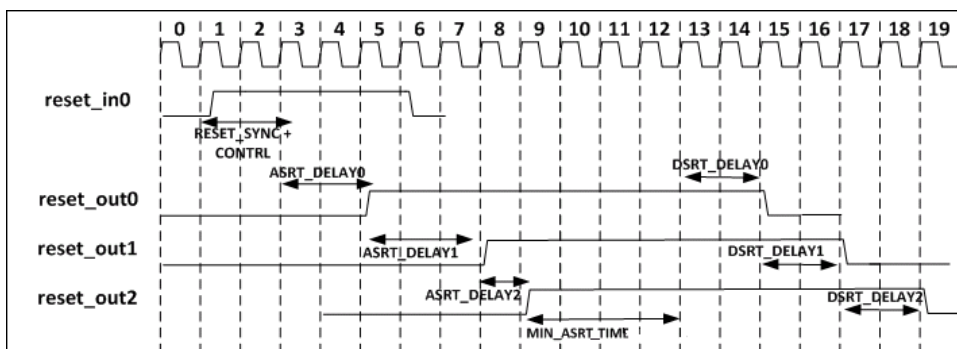 0 1 2 3 4 5 6 7 8 9 10 11 12 13 14 15 16 17 18 19
reset_in0
RESET_SYNC +
CONTRL
ASRT_DELAY0
DSRT_DELAY0
reset_out0
reset_out1
ASRT_DELAY1
DSRT_DELAY1
reset_out2
ASRT_DELAY2
DSRT_DELAY2
MIN_ASRT_TIME